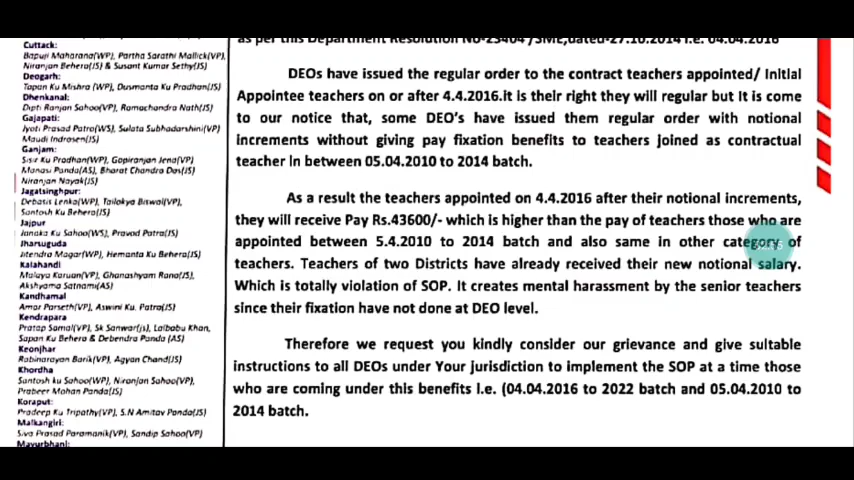 Cuttack:
Bapuji Maharana(WP), Partha Sarathi Mallick(VP),
Niranjan Behera(JS) & Susant Kumar Sethy(JS)
Deogarh:
Tapan Ku Mishra (WP), Dusmanta Ku Pradhan(JS)
Dhenkanal:
Dipti Ranjan Sahoo(VP), Ramachandra Nath(JS)
Gajapati:
Jyoti Prasad Patro(WS), Sulata Subhadarshini(VP)
Maudi Indrasen(JS)
Ganjam:
Sisir Ku Pradhan(WP), Gopiranjan Jena(VP)
Manasi Panda(AS), Bharat Chandra Das(JS)
Niranjan Nayak(JS)
Jagatsinghpur:
Debasis Lenka(WP), Tailokya Biswal(VP),
Santosh Ku Behera(JS)
Jajpur
Janaka Ku Sahoo(WS), Pravod Patra(JS)
Jharsuguda
Jitendra Magar(WP), Hemanta Ku Behera(JS)
Kalahandi
Malaya Karuan(VP), Ghanashyam Rana(JS),
Akshyama Satnami(AS)
Kandhamal
Amar Parseth(VP), Aswini Ku. Patra(JS)
Kendrapara
Pratap Samal(VP), Sk Sanwar(js), Lalbabu Khan,
Sapan Ku Behera & Debendra Panda (AS)
Keonjhar
Rabinarayan Barik(VP), Agyan Chand(JS)
Khordha
Santosh ku Sahoo(WP), Niranjan Sahoo(VP),
Prabeer Mohan Panda(JS)
Koraput:
Pradeep Ku Tripathy(VP), S.N Amitav Panda(JS)
Malkangiri:
Siva Prasad Paramanik(VP), Sandip Sahoo(VP)
Mayurbhanj:
as per this Department Resolution No-23404 /SME,dated-27.10.2014 i.e. 04.04.2016
DEOs have issued the regular order to the contract teachers appointed/ Initial
Appointee teachers on or after 4.4.2016.it is their right they will regular but It is come
to our notice that, some DEO's have issued them regular order with notional
increments without giving pay fixation benefits to teachers joined as contractual
teacher in between 05.04.2010 to 2014 batch.
As a result the teachers appointed on 4.4.2016 after their notional increments,
they will receive Pay Rs.43600/- which is higher than the pay of teachers those who are
appointed between 5.4.2010 to 2014 batch and also same in other category of
teachers. Teachers of two Districts have already received their new notional salary.
Which is totally violation of SOP. It creates mental harassment by the senior teachers
since their fixation have not done at DEO level.
Therefore we request you kindly consider our grievance and give suitable
instructions to all DEOs under Your jurisdiction to implement the SOP at a time those
who are coming under this benefits I.e. (04.04.2016 to 2022 batch and 05.04.2010 to
2014 batch.